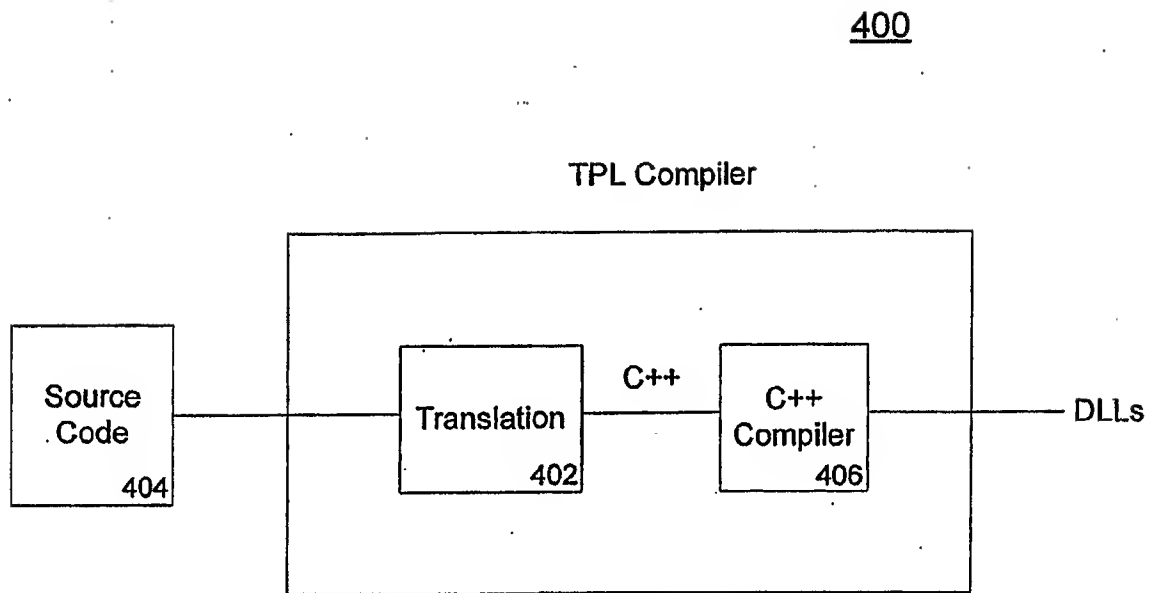 400
TPL Compiler
Source
Code
404
Translation
402
C++
C++
Compiler
406
DLLs